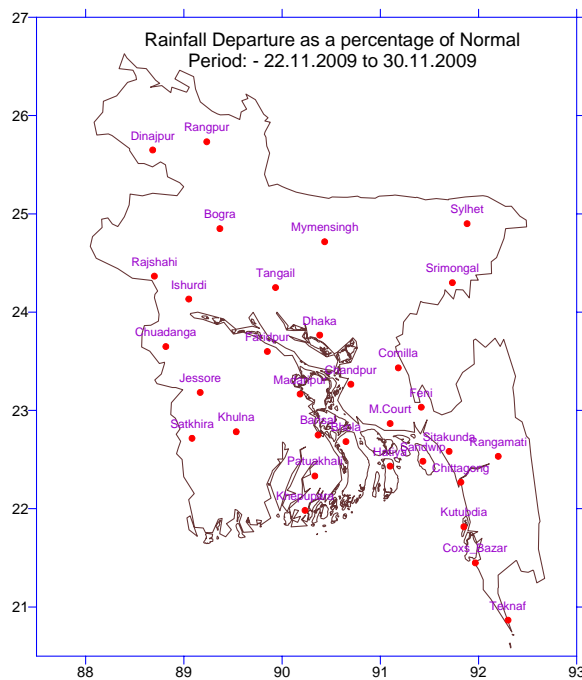 27
Rainfall Departure as a percentage of Normal
Period: - 22.11.2009 to 30.11.2009
26
Rangpur
Dinajpur
25
Sylhet
Bogra
Mymensingh
Srimongal
Rajshahi
Tangail
Ishurdi
24
Dhaka
Chuadanga
Faridpur
Comilla
Chandpur
Jessore
Madaripur
Feni
23
M.Court
Khulna
Barisal
Satkhira
Bhola
Sitakunda
Rangamati
Hatiya
Sandwip
Patuakhali
Chittagong
22
Khepupara
Kutubdia
Coxs Bazar
21
Teknaf
88
89
90
91
92
93